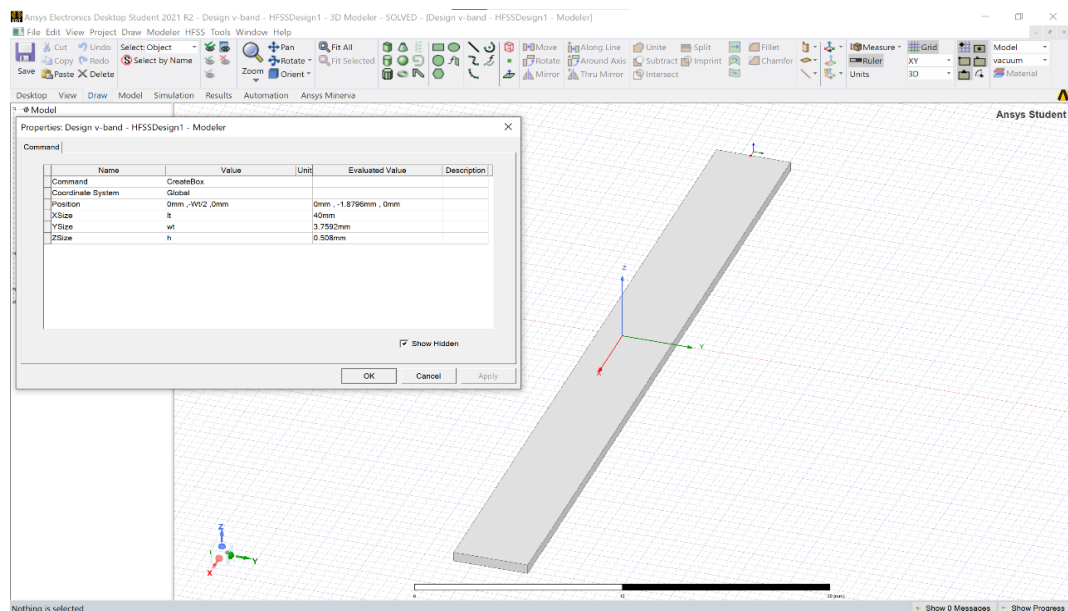 Ansys Electronics Desktop Student 2021 R2 - Design v-band - HFSSDesign1 - 3D Modeler - SOLVED - [Design v-band - HFSSDesign1 - Modeler]
File Edit View Project Draw Modeler HFSS Tools Window Help
Save
Cut Undo Select: Object
Copy Redo Select by Name
Paste Delete
Zoom
Pan
Rotate
Orient
Fit All
Fit Selected
Move Along Line Unite Split Fillet
Rotate Around Axis Subtract Imprint Chamfer
Mirror Thru Mirror Intersect
Measure Grid
Ruler XY
Units 3D
Model
vacuum
Material
Desktop View Draw Model Simulation Results Automation Ansys Minerva
Model
Ansys Student
Properties: Design v-band - HFSSDesign1 - Modeler
Command
Name Value Unit Evaluated Value Description
Command CreateBox
Coordinate System Global
Position 0mm ,-Wt/2 ,0mm 0mm , -1.8796mm , 0mm
XSize lt 40mm
YSize wt 3.7592mm
ZSize h 0.508mm
Show Hidden
OK Cancel Apply
Z
Y
X
Z
Y
X
0
Nothing is selected
Show 0 Messages Show Progress